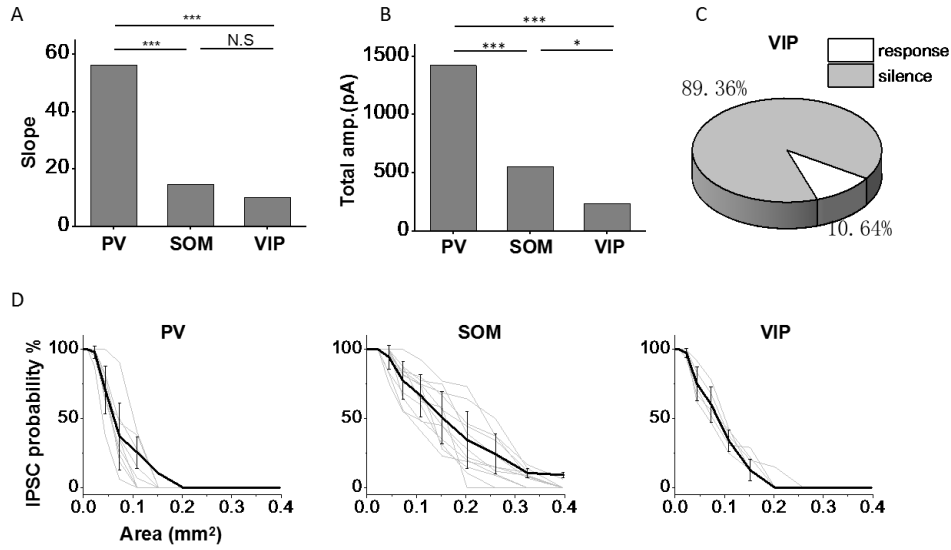 A
B
C
***
***
N.S
60
40
20
0
Slope
PV
SOM
VIP
***
***
*
1500
1000
500
0
Total amp.(pA)
PV
SOM
VIP
VIP
response
silence
89.36%
10.64%
D
PV
SOM
VIP
100
50
0
IPSC probability %
0.0 0.1 0.2 0.3 0.4
Area (mm²)
100
50
0
0.0 0.1 0.2 0.3 0.4
100
50
0
0.0 0.1 0.2 0.3 0.4